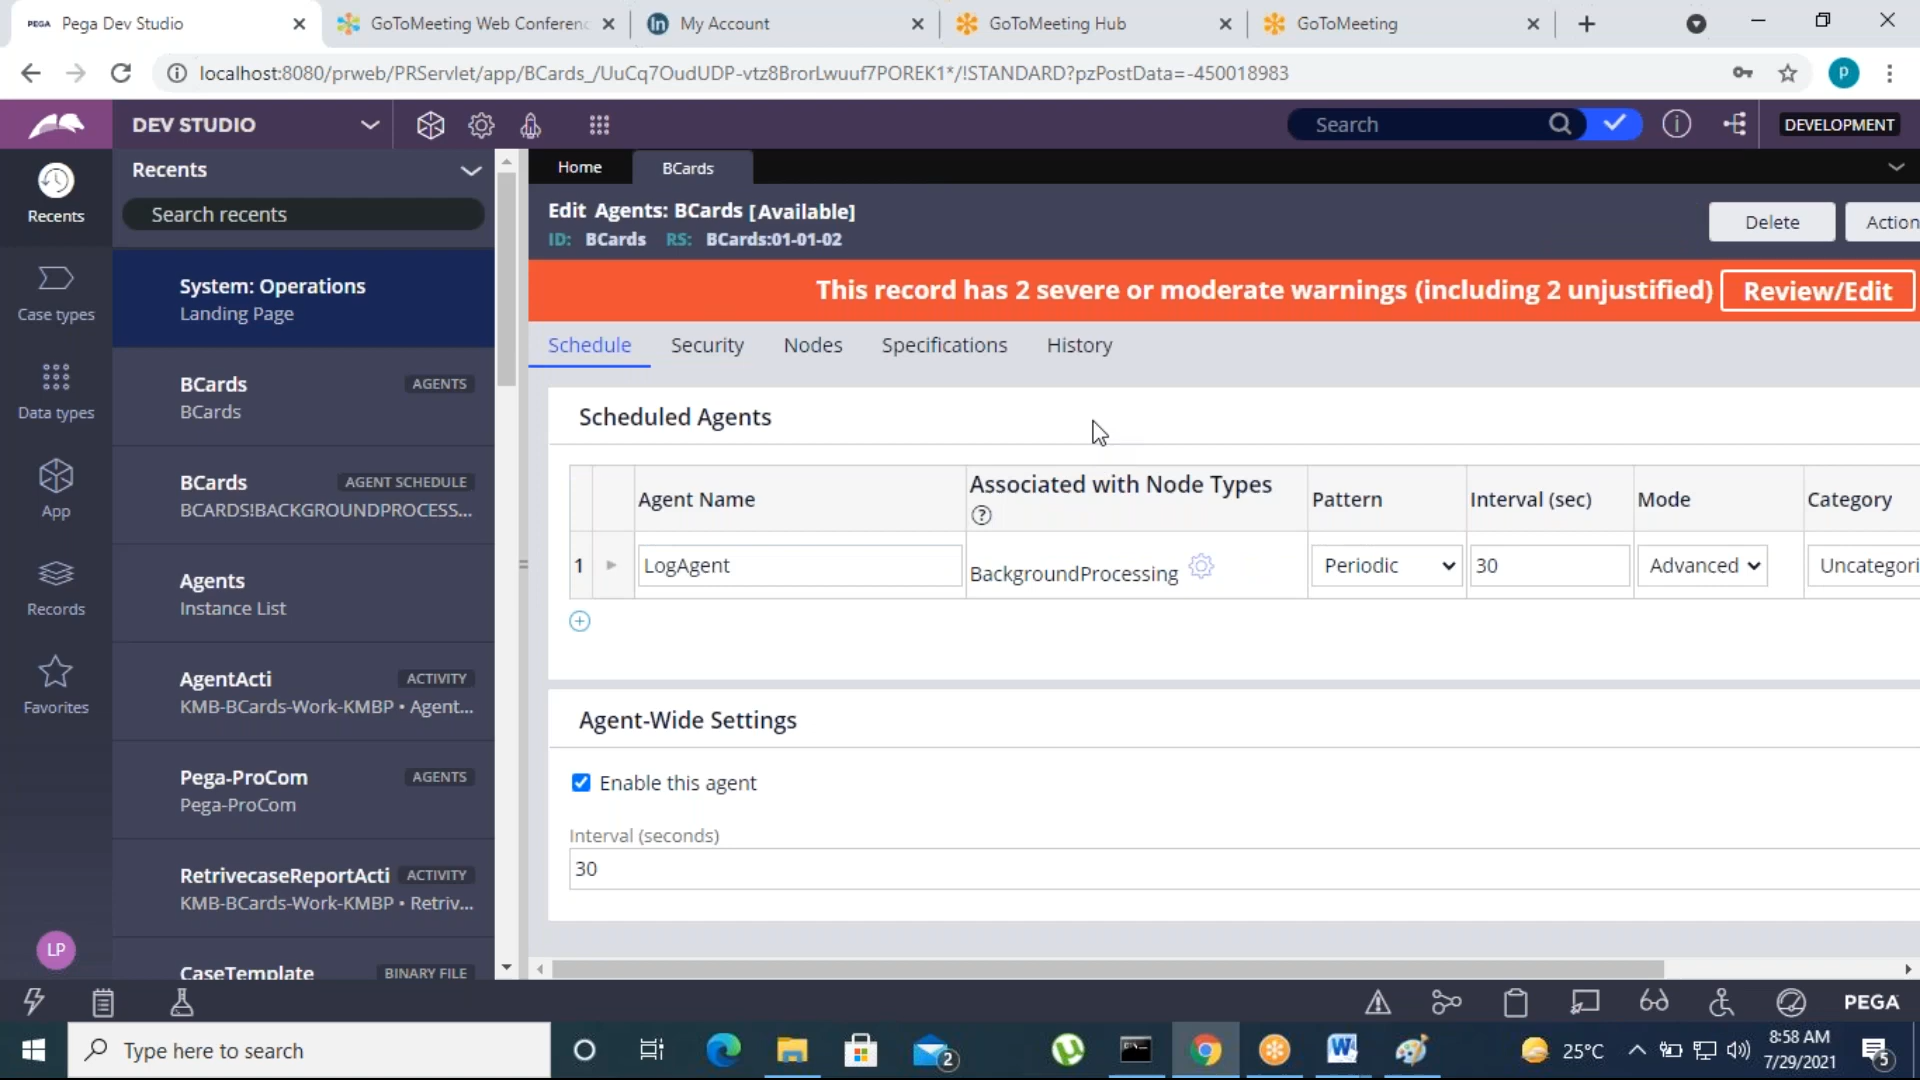 PEGA Pega Dev Studio
GoToMeeting Web Conferenc
in My Account
GoToMeeting Hub
GoToMeeting
localhost:8080/prweb/PRServlet/app/BCards_/UuCq7OudUDP-vtz8BrorLwuuf7POREK1*/!STANDARD?pzPostData=-450018983
P
DEV STUDIO
Search
DEVELOPMENT
Recents
Case types
Data types
App
Records
Favorites
LP
Recents
Search recents
System: Operations
Landing Page
BCards AGENTS
BCards
BCards AGENT SCHEDULE
BCARDS!BACKGROUNDPROCESS...
Agents
Instance List
AgentActi ACTIVITY
KMB-BCards-Work-KMBP • Agent...
Pega-ProCom AGENTS
Pega-ProCom
RetrivecaseReportActi ACTIVITY
KMB-BCards-Work-KMBP • Retriv...
CaseTemplate BINARY FILE
Home BCards
Edit Agents: BCards [Available]
ID: BCards RS: BCards:01-01-02
Delete Action
This record has 2 severe or moderate warnings (including 2 unjustified) Review/Edit
Schedule Security Nodes Specifications History
Scheduled Agents
Agent Name Associated with Node Types ? Pattern Interval (sec) Mode Category
1 LogAgent BackgroundProcessing Periodic 30 Advanced Uncategori
Agent-Wide Settings
Enable this agent
Interval (seconds)
30
PEGA
Type here to search
2
25°C
8:58 AM
7/29/2021
5